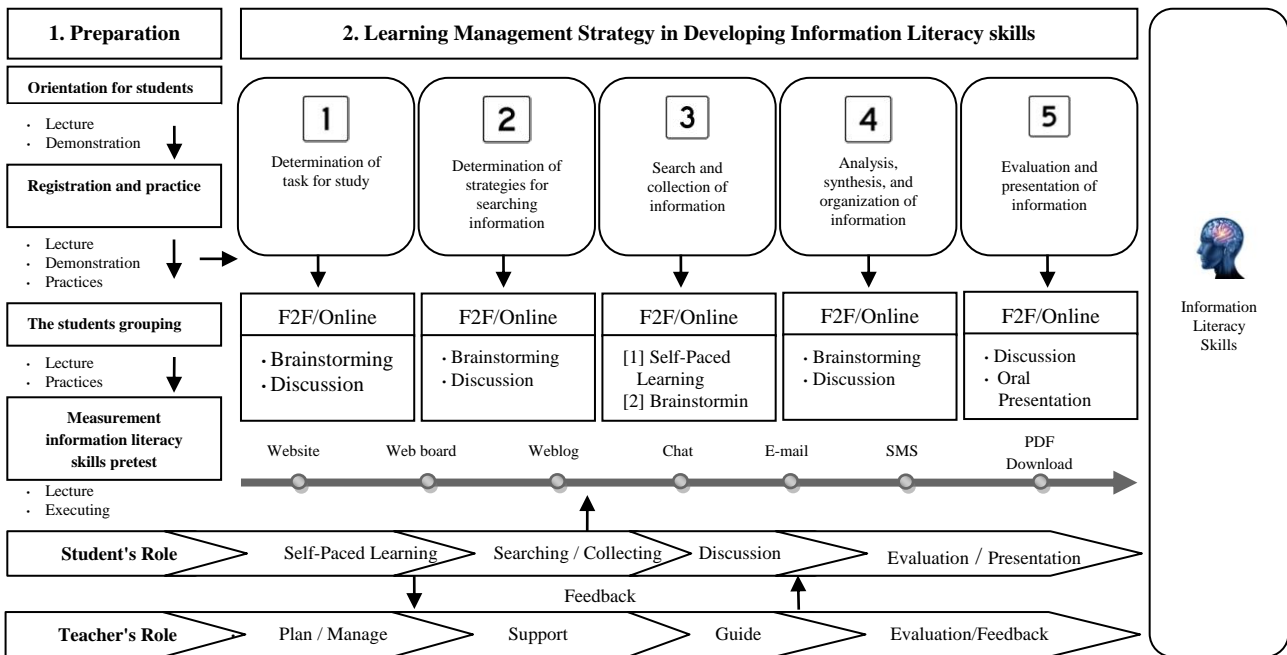 1. Preparation
Orientation for students
· Lecture
· Demonstration
Registration and practice
· Lecture
· Demonstration
· Practices
The students grouping
· Lecture
· Practices
Measurement
information literacy
skills pretest
· Lecture
· Executing
2. Learning Management Strategy in Developing Information Literacy skills
1
Determination of
task for study
2
Determination of
strategies for
searching
information
3
Search and
collection of
information
4
Analysis,
synthesis, and
organization of
information
5
Evaluation and
presentation of
information
F2F/Online
· Brainstorming
· Discussion
F2F/Online
· Brainstorming
· Discussion
F2F/Online
[1] Self-Paced
Learning
[2] Brainstormin
F2F/Online
· Brainstorming
· Discussion
F2F/Online
· Discussion
· Oral
Presentation
Website
Web board
Weblog
Chat
E-mail
SMS
PDF
Download
Student's Role
Self-Paced Learning
Searching / Collecting
Discussion
Evaluation / Presentation
Feedback
Teacher's Role
Plan / Manage
Support
Guide
Evaluation/Feedback
Information
Literacy
Skills